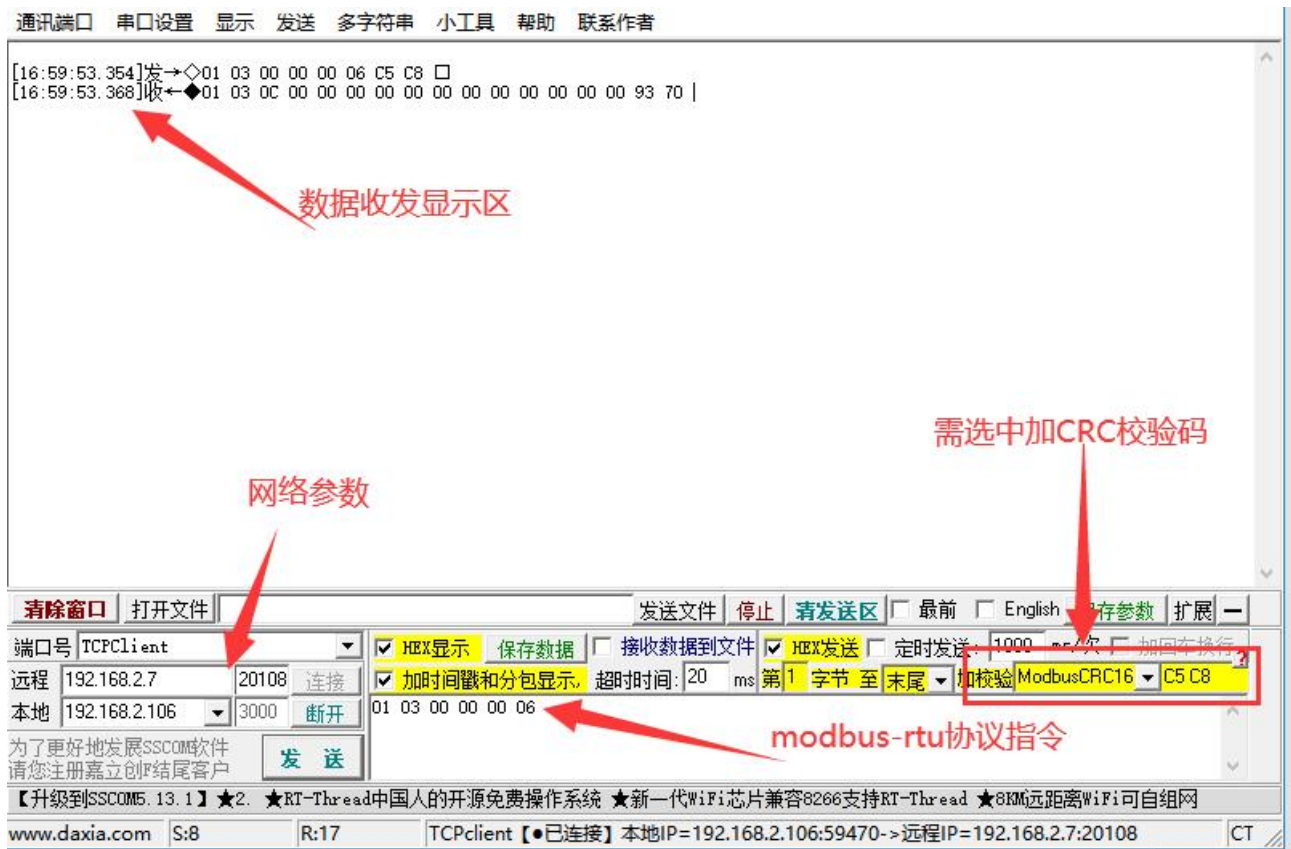 通讯端口 串口设置 显示 发送 多字符串 小工具 帮助 联系作者
[16:59:53.354]发→◇01 03 00 00 00 06 C5 C8 □
[16:59:53.368]收←◆01 03 0C 00 00 00 00 00 00 00 00 00 00 00 00 93 70
数据收发显示区
需选中加CRC校验码
网络参数
清除窗口 打开文件 发送文件 停止 清发送区 最前 English 存参数 扩展 —
端口号 TCPClient HEX显示 保存数据 接收数据到文件 HEX发送 定时发送: 1000 ms/次 加回车换行
远程 192.168.2.7 20108 连接 加时间戳和分包显示, 超时时间: 20 ms 第1 字节 至 末尾 加校验 ModbusCRC16 C5 C8 ?
本地 192.168.2.106 3000 断开 01 03 00 00 00 06
modbus-rtu协议指令
为了更好地发展SSCOM软件
请您注册嘉立创F结尾客户
发 送
【升级到SSCOM5.13.1】★2. ★RT-Thread中国人的开源免费操作系统 ★新一代WiFi芯片兼容8266支持RT-Thread ★8KM远距离WiFi可自组网
www.daxia.com S:8 R:17 TCPclient【●已连接】本地IP=192.168.2.106:59470->远程IP=192.168.2.7:20108 CT